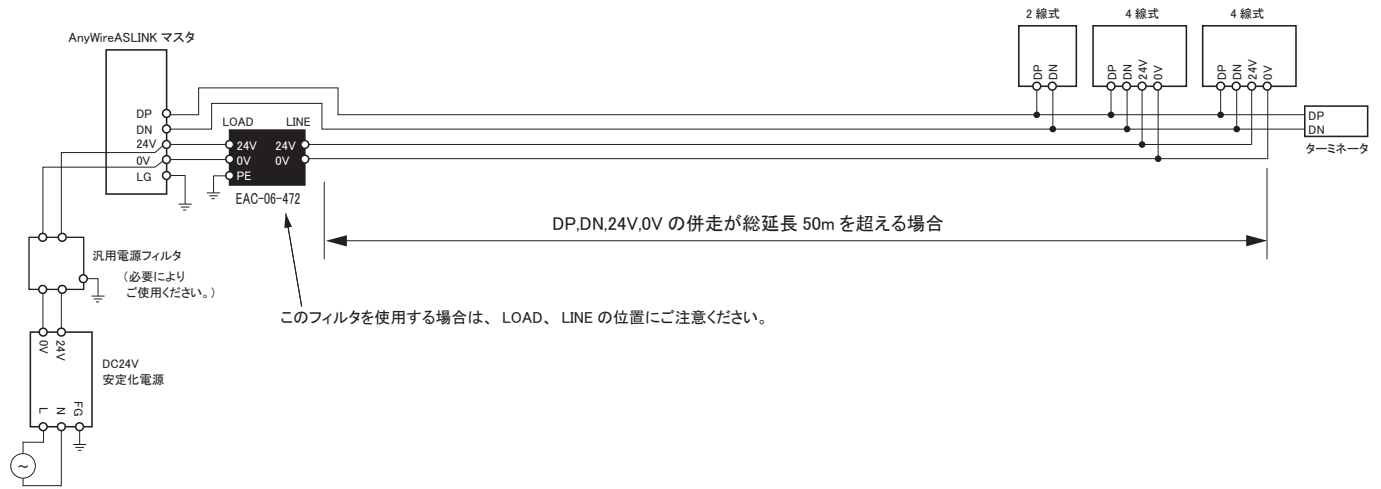 2 線式
4 線式
4 線式
AnyWireASLINK マスタ
DP
DN
24V
0V
LG
LOAD
LINE
24V
24V
0V
0V
PE
EAC-06-472
DP
DN
DP
DN
24V
0V
DP
DN
24V
0V
DP
DN
ターミネータ
DP,DN,24V,0V の併走が総延長 50m を超える場合
汎用電源フィルタ
（必要により
ご使用ください。）
このフィルタを使用する場合は、 LOAD、 LINE の位置にご注意ください。
0V
24V
DC24V
安定化電源
L
N
FG
~